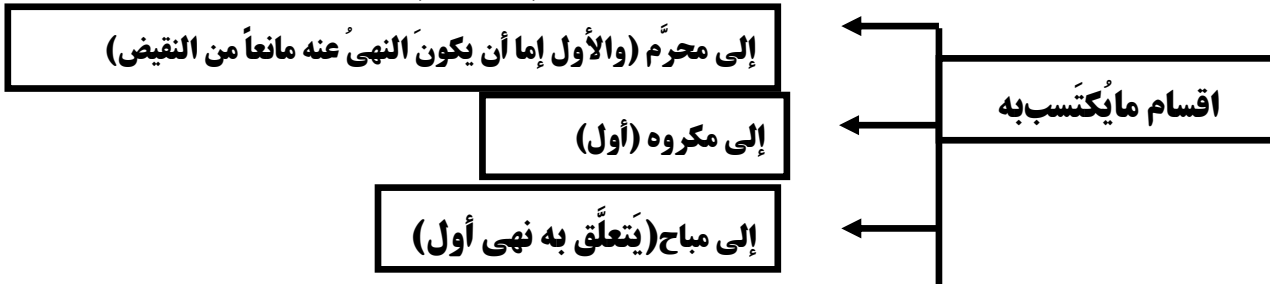 اقسام مايُكتَسب‌به
إلى محرَّم (والأول إما أن يكونَ النهىُ عنه مانعاً من النقيض)
إلى مكروه (أول)
إلى مباح(يَتعلَّق به نهى أول)